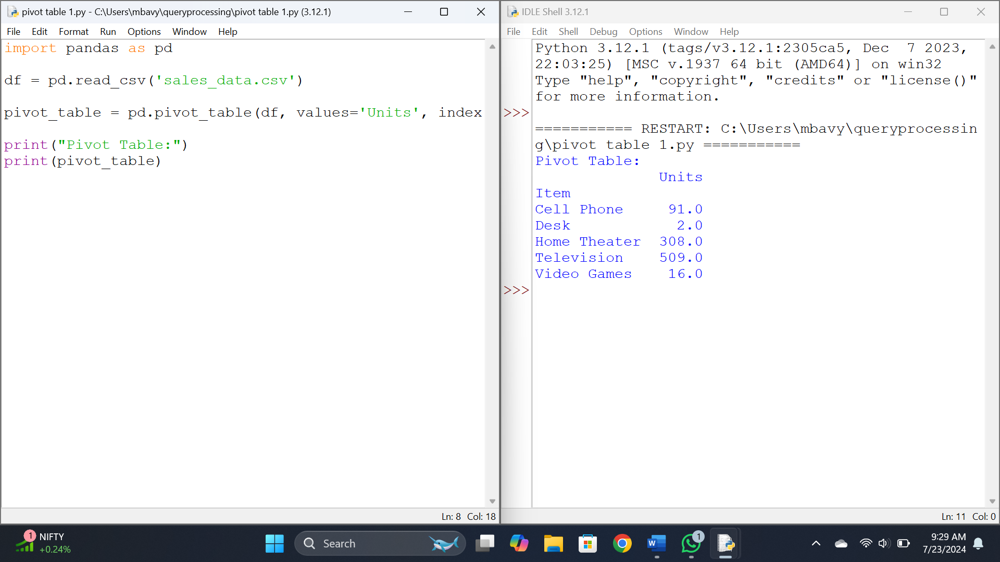 pivot table 1.py - C:\Users\mbavy\queryprocessing\pivot table 1.py (3.12.1)
File Edit Format Run Options Window Help
import pandas as pd
df = pd.read_csv('sales_data.csv')
pivot_table = pd.pivot_table(df, values='Units', index
print("Pivot Table:")
print(pivot_table)
Ln: 8 Col: 18
IDLE Shell 3.12.1
File Edit Shell Debug Options Window Help
Python 3.12.1 (tags/v3.12.1:2305ca5, Dec  7 2023,
22:03:25) [MSC v.1937 64 bit (AMD64)] on win32
Type "help", "copyright", "credits" or "license()"
for more information.
>>>
=========== RESTART: C:\Users\mbavy\queryprocessin
g\pivot table 1.py ===========
Pivot Table:
Units
Item
Cell Phone 91.0
Desk 2.0
Home Theater 308.0
Television 509.0
Video Games 16.0
>>>
Ln: 11 Col: 0
1
NIFTY
+0.24%
Search
W
1
9:29 AM
7/23/2024